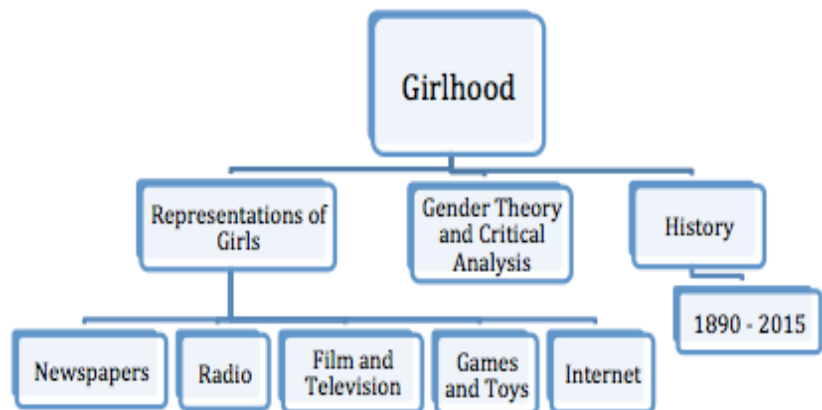 Girlhood
Representations of
Girls
Gender Theory
and Critical
Analysis
History
1890 - 2015
Newspapers
Radio
Film and
Television
Games
and Toys
Internet